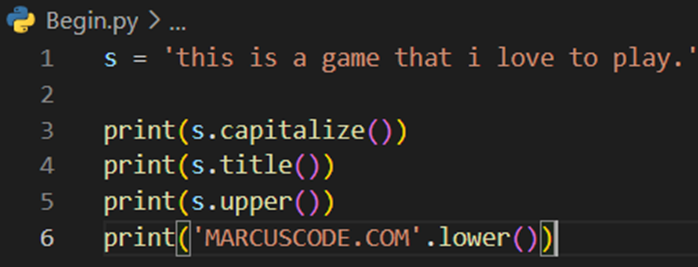 Begin.py > ...
1 s = 'this is a game that i love to play.'
2
3 print(s.capitalize())
4 print(s.title())
5 print(s.upper())
6 print('MARCUSCODE.COM'.lower())